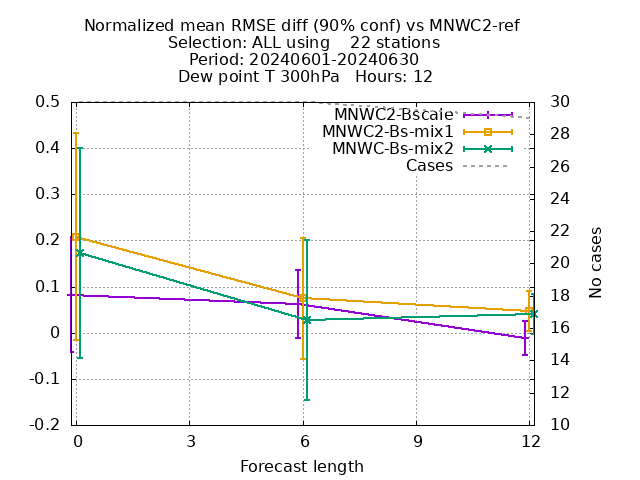 Normalized mean RMSE diff (90% conf) vs MNWC2-ref
Selection: ALL using    22 stations
Period: 20240601-20240630
Dew point T 300hPa   Hours: 12
MNWC2-Bscale
MNWC2-Bs-mix1
MNWC-Bs-mix2
Cases
0.5
0.4
0.3
0.2
0.1
0
-0.1
-0.2
30
28
26
24
22
20
18
16
14
12
10
No cases
0 3 6 9 12
Forecast length